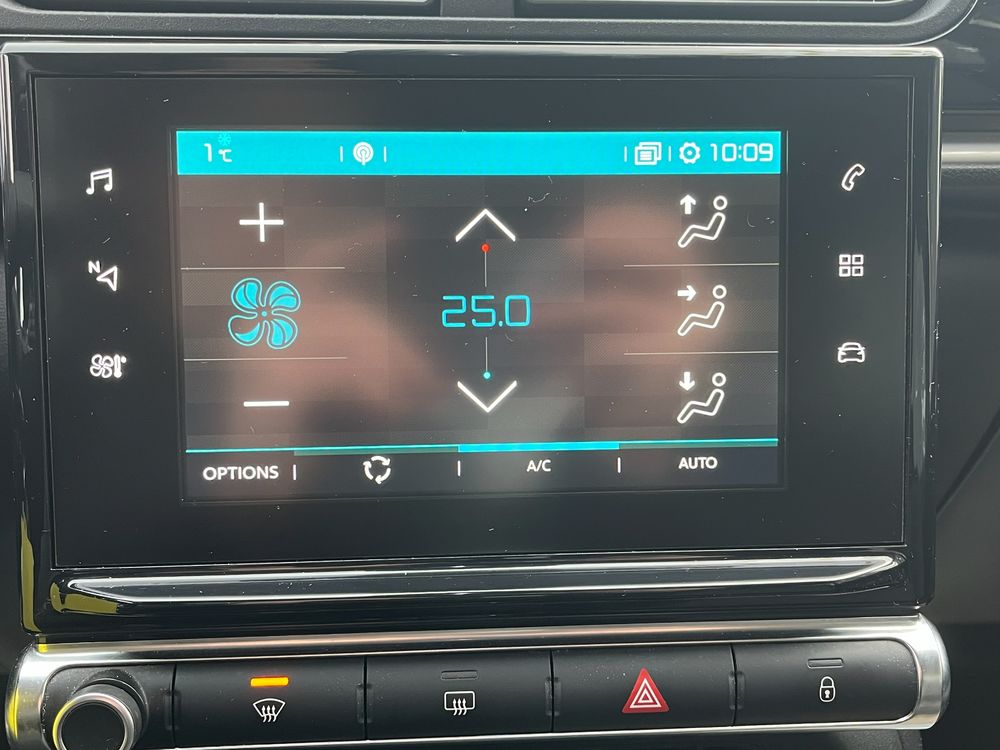 1 °C
10:09
N
25.0
OPTIONS
A/C
AUTO